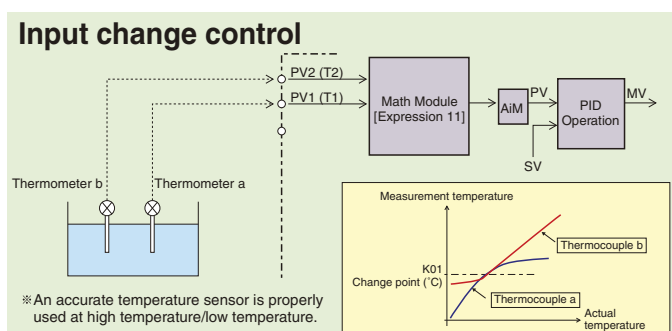 Input change control
PV2 (T2)
PV1 (T1)
Math Module
[Expression 11]
AiM
PV
PID
Operation
MV
SV
Thermometer b
Thermometer a
Measurement temperature
K01
Change point (°C)
Thermocouple b
Thermocouple a
Actual
temperature
※An accurate temperature sensor is properly
used at high temperature/low temperature.